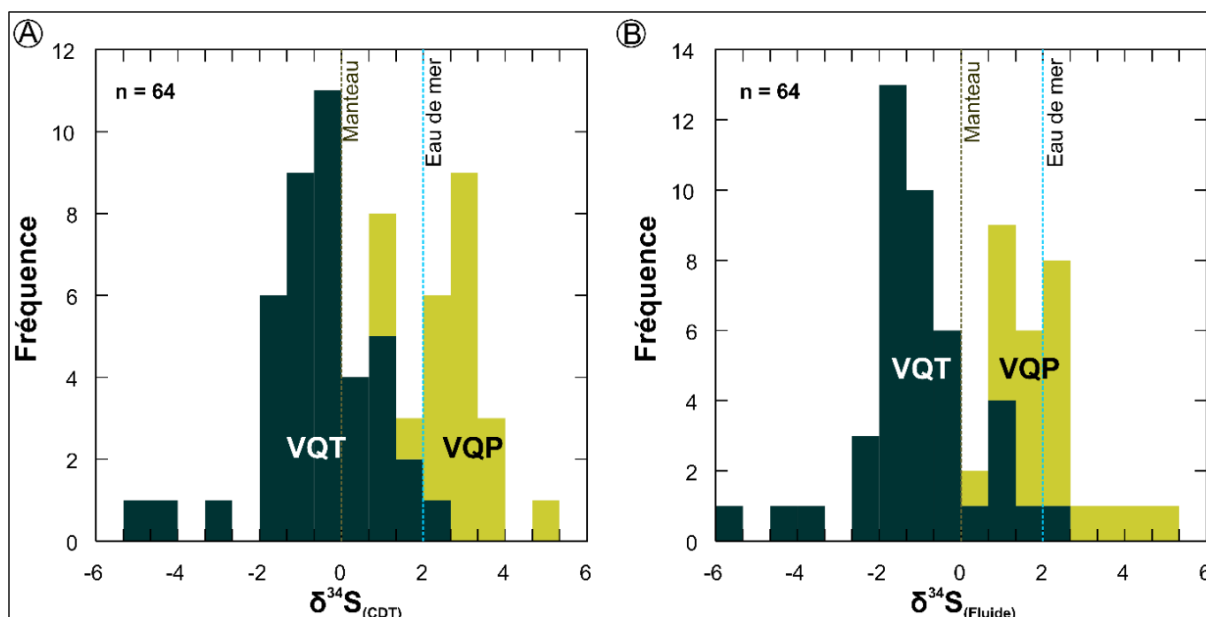 A
12
10
8
6
4
2
0
Fréquence
n = 64
Manteau
Eau de mer
VQT
VQP
-6
-4
-2
0
2
4
6
δ³⁴S(CDT)
B
14
12
10
8
6
4
2
0
Fréquence
n = 64
Manteau
Eau de mer
VQT
VQP
-6
-4
-2
0
2
4
6
δ³⁴S(Fluide)